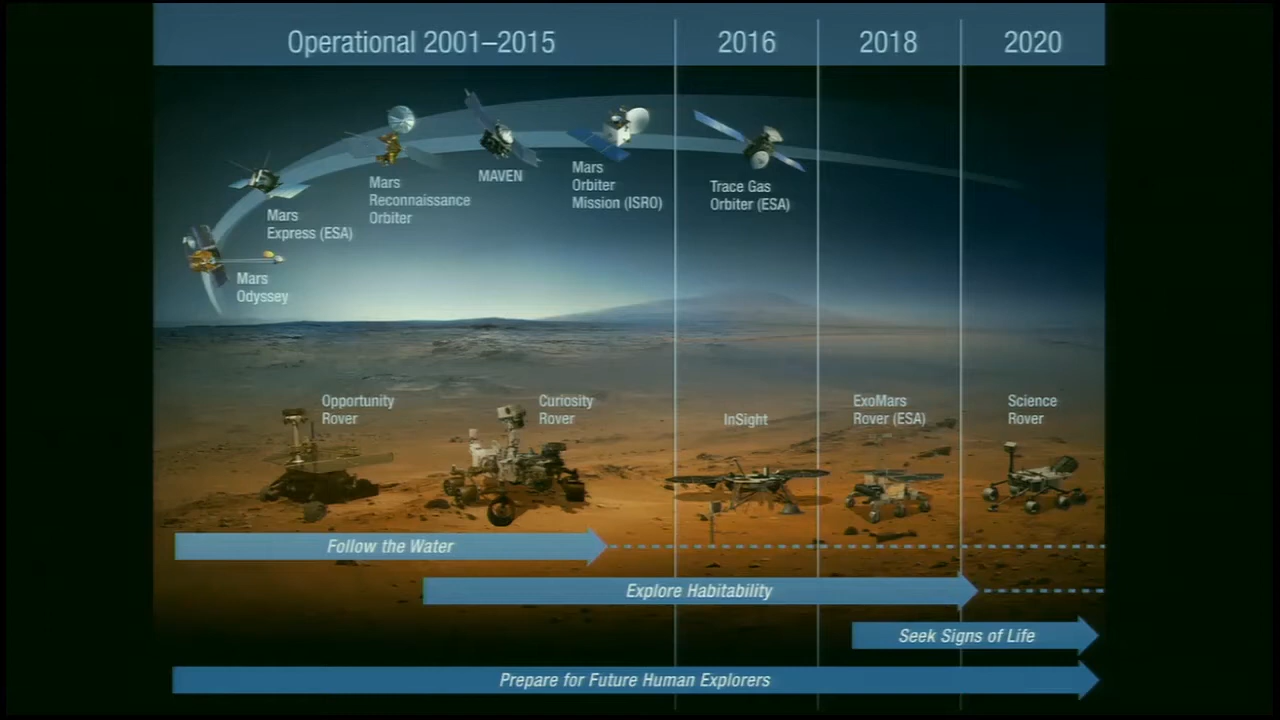 Operational 2001–2015
2016
2018
2020
Mars
Odyssey
Mars
Express (ESA)
Mars
Reconnaissance
Orbiter
MAVEN
Mars
Orbiter
Mission (ISRO)
Trace Gas
Orbiter (ESA)
Opportunity
Rover
Curiosity
Rover
InSight
ExoMars
Rover (ESA)
Science
Rover
Follow the Water
Explore Habitability
Seek Signs of Life
Prepare for Future Human Explorers